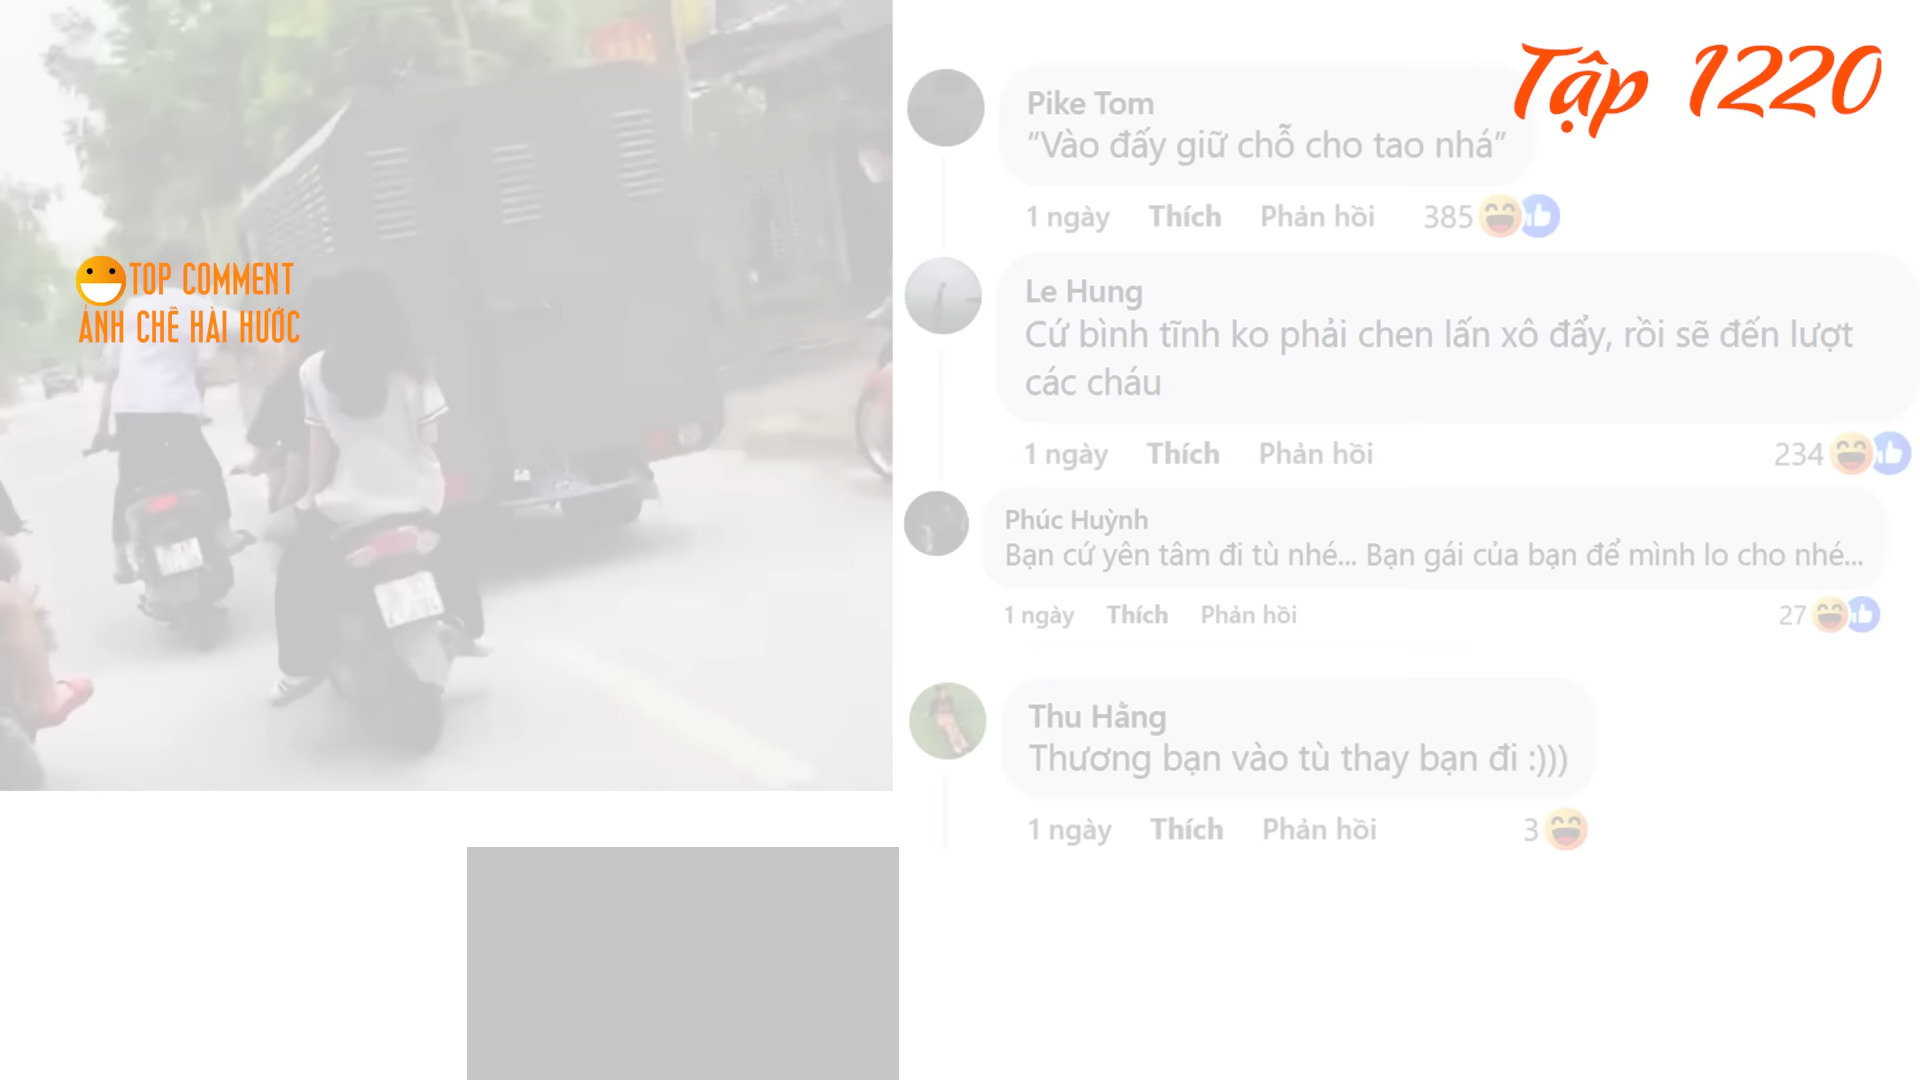 Tập 1220
TOP COMMENT
ẢNH CHẾ HÀI HƯỚC
Pike Tom
“Vào đấy giữ chỗ cho tao nhá”
1 ngày Thích Phản hồi 385
Le Hung
Cứ bình tĩnh ko phải chen lấn xô đẩy, rồi sẽ đến lượt
các cháu
1 ngày Thích Phản hồi 234
Phúc Huỳnh
Bạn cứ yên tâm đi tù nhé... Bạn gái của bạn để mình lo cho nhé...
1 ngày Thích Phản hồi 27
Thu Hằng
Thương bạn vào tù thay bạn đi :)))
1 ngày Thích Phản hồi 3